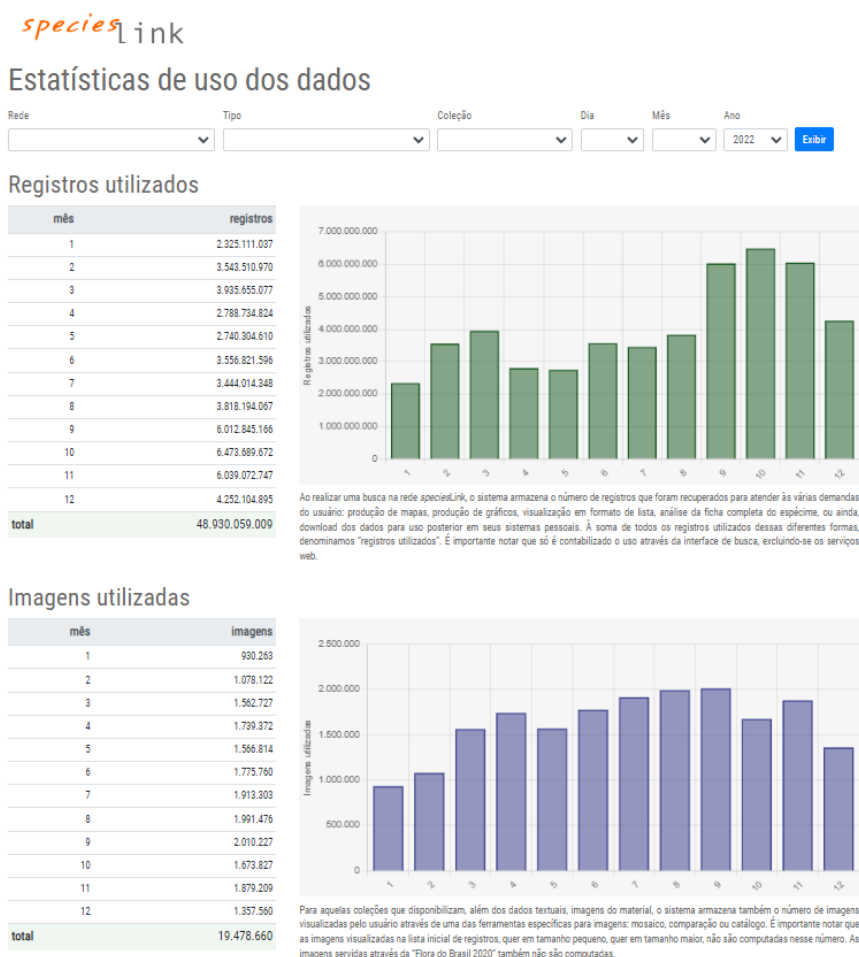 specieslink
Estatísticas de uso dos dados
Rede Tipo Coleção Dia Mês Ano
2022 Exibir
Registros utilizados
mês registros
1 2.325.111.037
2 3.543.510.970
3 3.935.655.077
4 2.788.734.824
5 2.740.304.610
6 3.556.821.596
7 3.444.014.348
8 3.818.194.067
9 6.012.845.166
10 6.473.689.672
11 6.039.072.747
12 4.252.104.895
total 48.930.059.009
Registros utilizados
7.000.000.000
6.000.000.000
5.000.000.000
4.000.000.000
3.000.000.000
2.000.000.000
1.000.000.000
0
1 2 3 4 5 6 7 8 9 10 11 12
Ao realizar uma busca na rede speciesLink, o sistema armazena o número de registros que foram recuperados para atender às várias demandas
do usuário: produção de mapas, produção de gráficos, visualização em formato de lista, análise da ficha completa do espécime, ou ainda,
download dos dados para uso posterior em seus sistemas pessoais. À soma de todos os registros utilizados dessas diferentes formas,
denominamos "registros utilizados". É importante notar que só é contabilizado o uso através da interface de busca, excluindo-se os serviços
web.
Imagens utilizadas
mês imagens
1 930.263
2 1.078.122
3 1.562.727
4 1.739.372
5 1.566.814
6 1.775.760
7 1.913.303
8 1.991.476
9 2.010.227
10 1.673.827
11 1.879.209
12 1.357.560
total 19.478.660
Imagens utilizadas
2.500.000
2.000.000
1.500.000
1.000.000
500.000
0
1 2 3 4 5 6 7 8 9 10 11 12
Para aquelas coleções que disponibilizam, além dos dados textuais, imagens do material, o sistema armazena também o número de imagens
visualizadas pelo usuário através de uma das ferramentas específicas para imagens: mosaico, comparação ou catálogo. É importante notar que
as imagens visualizadas na lista inicial de registros, quer em tamanho pequeno, quer em tamanho maior, não são computadas nesse número. As
imagens servidas através da "Flora do Brasil 2020" também não são computadas.